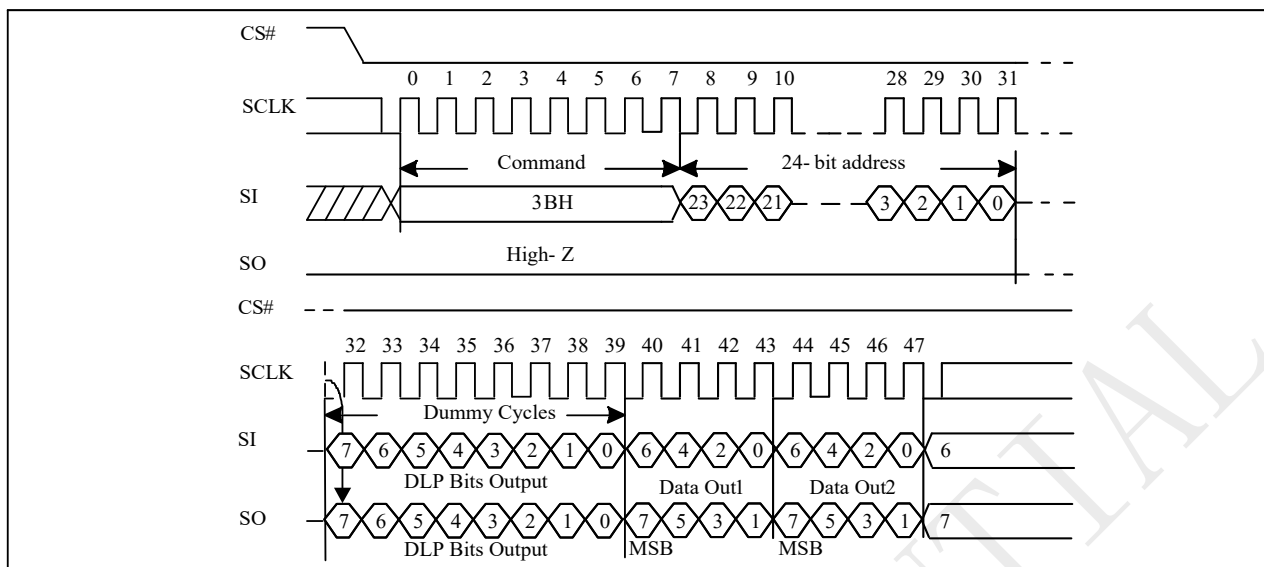 CS#
0 1 2 3 4 5 6 7 8 9 10 28 29 30 31
SCLK
Command 24- bit address
SI 3BH 23 22 21 3 2 1 0
High- Z
SO
CS#
32 33 34 35 36 37 38 39 40 41 42 43 44 45 46 47
SCLK
Dummy Cycles
SI 7 6 5 4 3 2 1 0 6 4 2 0 6 4 2 0 6
DLP Bits Output Data Out1 Data Out2
SO 7 6 5 4 3 2 1 0 7 5 3 1 7 5 3 1 7
DLP Bits Output MSB MSB